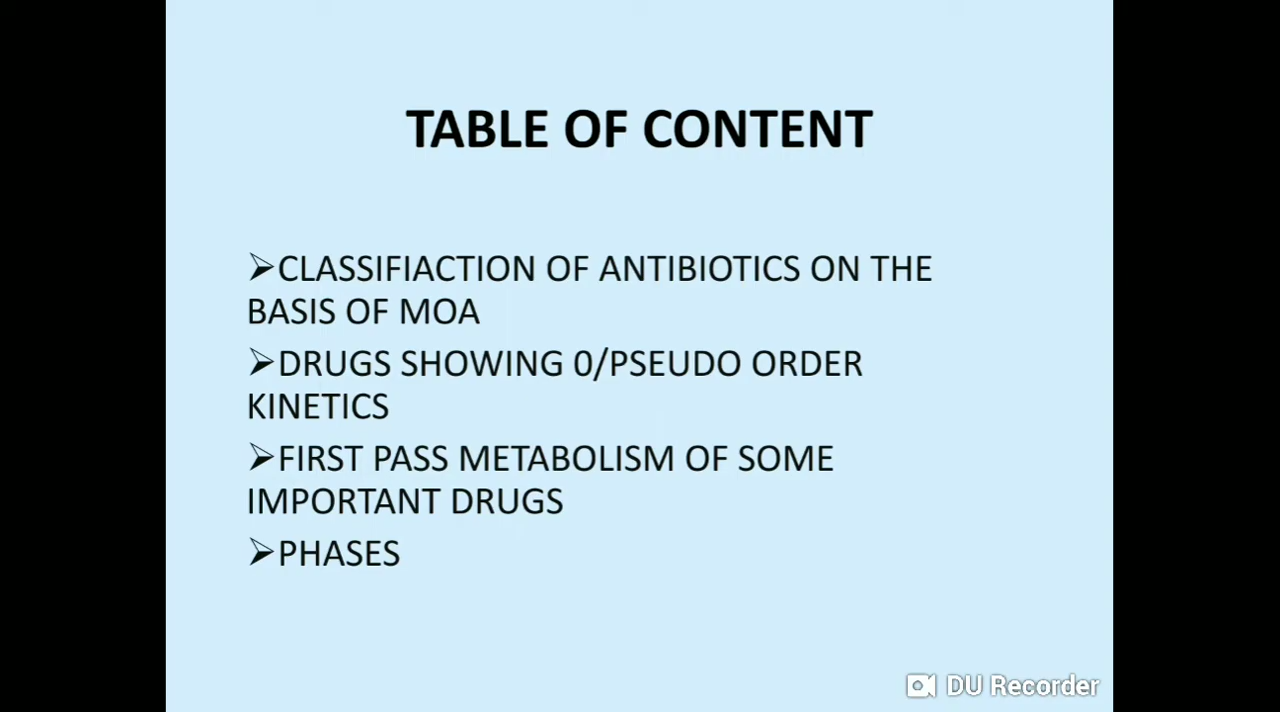 TABLE OF CONTENT
➢CLASSIFIACTION OF ANTIBIOTICS ON THE
BASIS OF MOA
➢DRUGS SHOWING 0/PSEUDO ORDER
KINETICS
➢FIRST PASS METABOLISM OF SOME
IMPORTANT DRUGS
➢PHASES
DU Recorder